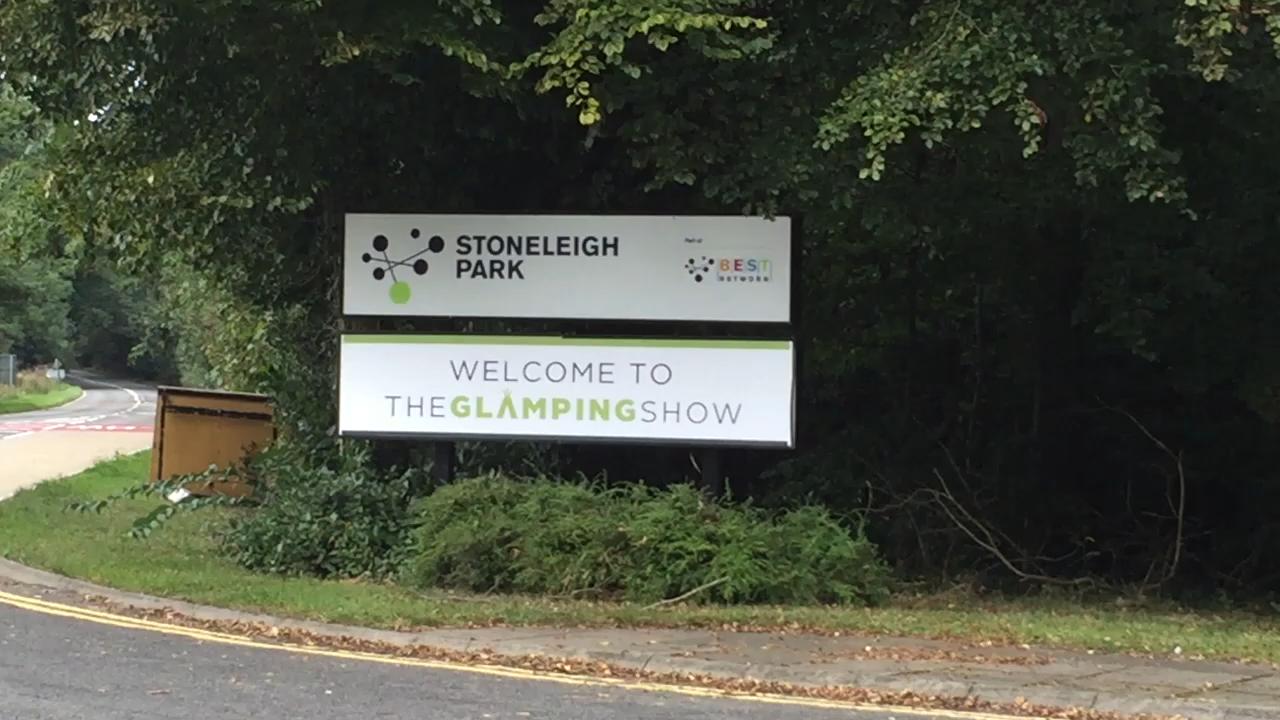 STONELEIGH
PARK
Part of
BEST
NETWORK
WELCOME TO
THEGLAMPINGSHOW